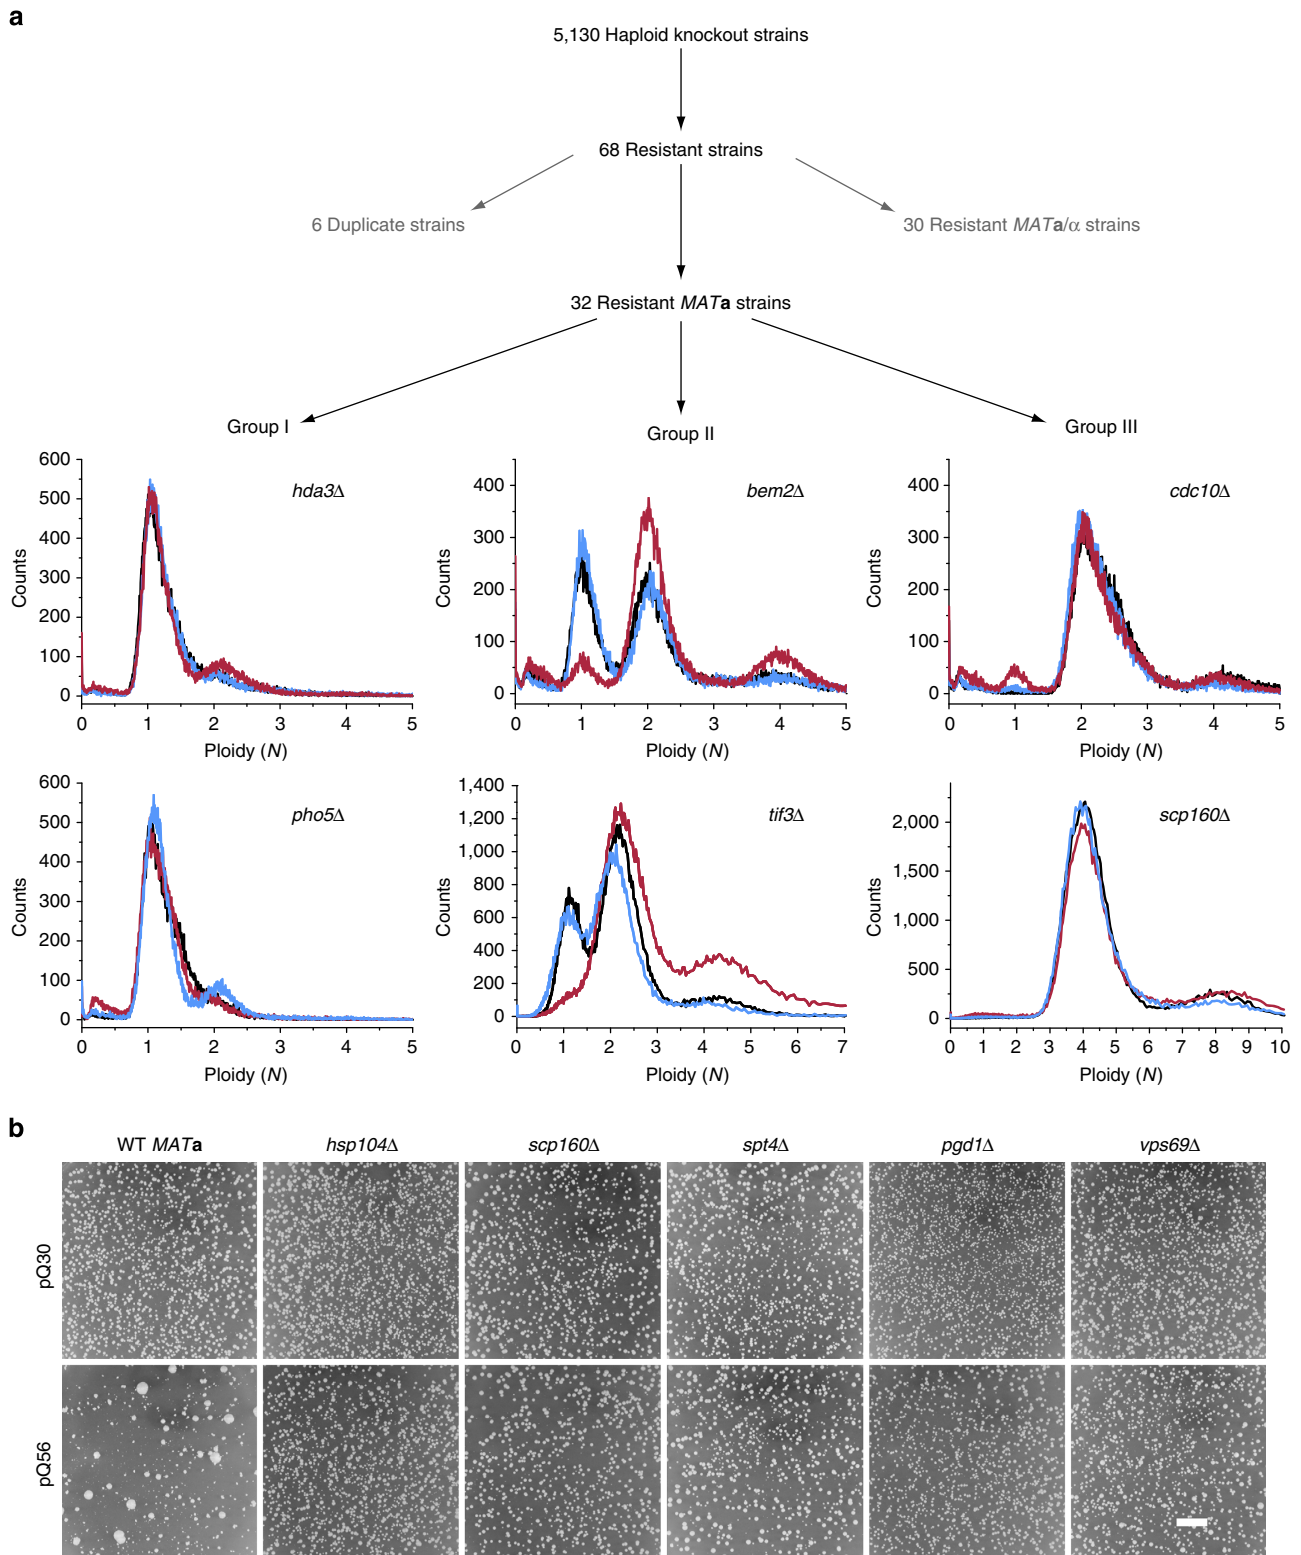 a
5,130 Haploid knockout strains
68 Resistant strains
6 Duplicate strains
30 Resistant MATa/α strains
32 Resistant MATa strains
Group I
Group II
Group III
600
500
400
300
200
100
0
Counts
hda3Δ
0 1 2 3 4 5
Ploidy (N)
400
300
200
100
0
Counts
bem2Δ
0 1 2 3 4 5
Ploidy (N)
400
300
200
100
0
Counts
cdc10Δ
0 1 2 3 4 5
Ploidy (N)
600
500
400
300
200
100
0
Counts
pho5Δ
0 1 2 3 4 5
Ploidy (N)
1,400
1,200
1,000
800
600
400
200
0
Counts
tif3Δ
0 1 2 3 4 5 6 7
Ploidy (N)
2,000
1,500
1,000
500
0
Counts
scp160Δ
0 1 2 3 4 5 6 7 8 9 10
Ploidy (N)
b
WT MATa hsp104Δ scp160Δ spt4Δ pgd1Δ vps69Δ
pQ30
pQ56